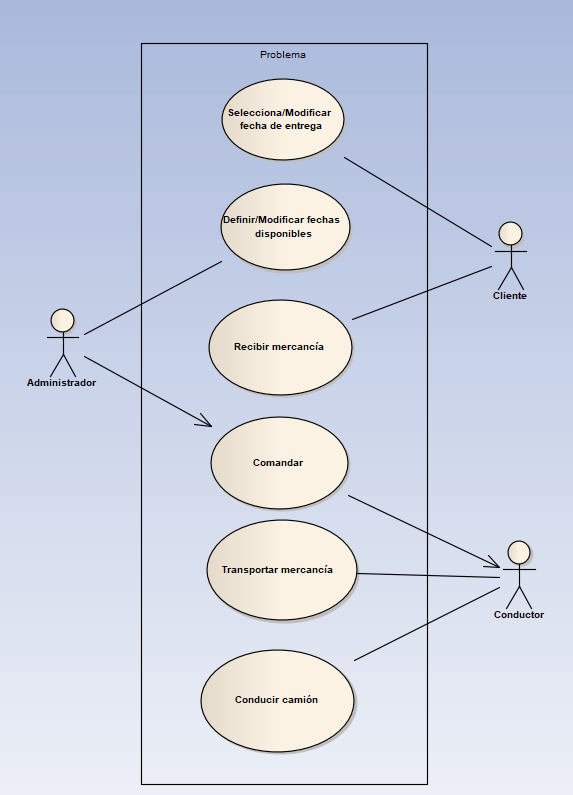 Problema
Selecciona/Modificar
fecha de entrega
Definir/Modificar fechas
disponibles
Cliente
Recibir mercancía
Administrador
Comandar
Transportar mercancía
Conductor
Conducir camión